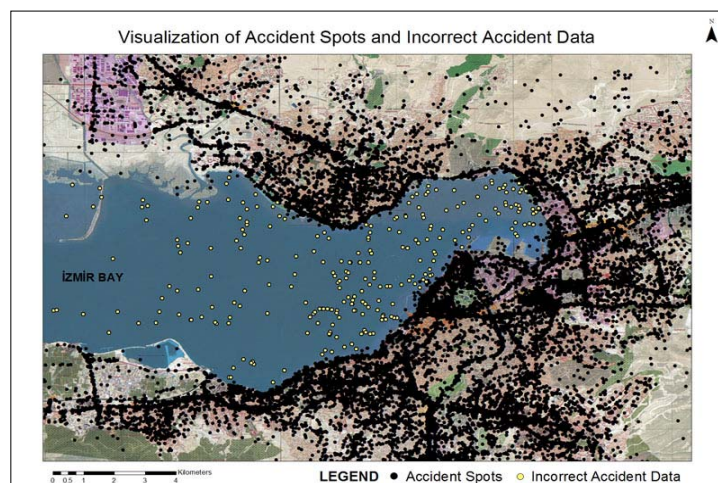 N
Visualization of Accident Spots and Incorrect Accident Data
İZMİR BAY
0 0.5 1 2 3 4 Kilometers
LEGEND Accident Spots Incorrect Accident Data